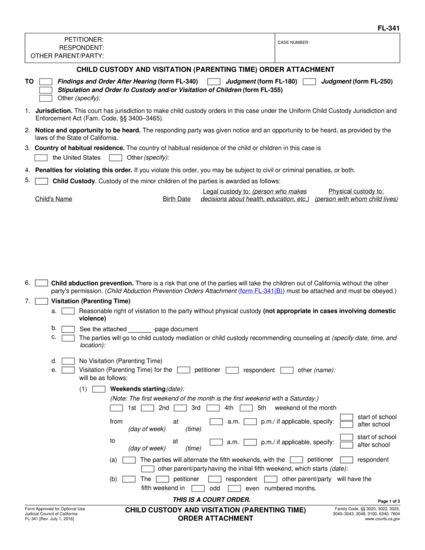 FL-341
PETITIONER:
RESPONDENT:
OTHER PARENT/PARTY:
CASE NUMBER:
CHILD CUSTODY AND VISITATION (PARENTING TIME) ORDER ATTACHMENT
TO Findings and Order After Hearing (form FL-340) Judgment (form FL-180) Judgment (form FL-250)
Stipulation and Order fo Custody and/or Visitation of Children (form FL-355)
Other (specify):
1. Jurisdiction. This court has jurisdiction to make child custody orders in this case under the Uniform Child Custody Jurisdiction and
Enforcement Act (Fam. Code, §§ 3400–3465).
2. Notice and opportunity to be heard. The responding party was given notice and an opportunity to be heard, as provided by the
laws of the State of California.
3. Country of habitual residence. The country of habitual residence of the child or children in this case is
the United States Other (specify):
4. Penalties for violating this order. If you violate this order, you may be subject to civil or criminal penalties, or both.
5. Child Custody. Custody of the minor children of the parties is awarded as follows:
Legal custody to: (person who makes Physical custody to:
Child's Name Birth Date decisions about health, education, etc.) (person with whom child lives)
6. Child abduction prevention. There is a risk that one of the parties will take the children out of California without the other
party's permission. (Child Abduction Prevention Orders Attachment (form FL-341(B)) must be attached and must be obeyed.)
7. Visitation (Parenting Time)
a. Reasonable right of visitation to the party without physical custody (not appropriate in cases involving domestic
violence)
b. See the attached ______ -page document
c. The parties will go to child custody mediation or child custody recommending counseling at (specify date, time, and
location):
d. No Visitation (Parenting Time)
e. Visitation (Parenting Time) for the petitioner respondent other (name):
will be as follows:
(1) Weekends starting (date):
(Note: The first weekend of the month is the first weekend with a Saturday.)
1st 2nd 3rd 4th 5th weekend of the month
from at a.m. p.m./ if applicable, specify: start of school
(day of week) (time) after school
to at a.m. p.m./ if applicable, specify: start of school
(day of week) (time) after school
(a) The parties will alternate the fifth weekends, with the petitioner respondent
other parent/party having the initial fifth weekend, which starts (date):
(b) The petitioner respondent other parent/party will have the
fifth weekend in odd even numbered months.
THIS IS A COURT ORDER.
Page 1 of 3
Form Approved for Optional Use
Judicial Council of California
FL-341 [Rev. July 1, 2016]
CHILD CUSTODY AND VISITATION (PARENTING TIME)
ORDER ATTACHMENT
Family Code, §§ 3020, 3022, 3025,
3040–3043, 3048, 3100, 6340, 7604
www.courts.ca.gov